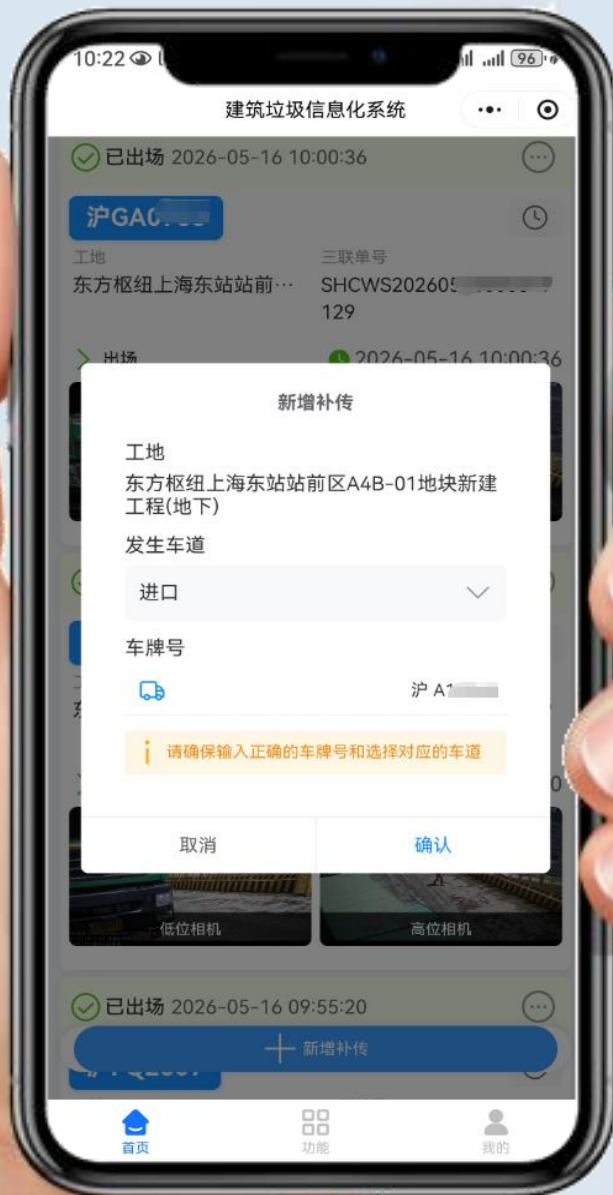 10:22
96
建筑垃圾信息化系统
已出场 2026-05-16 10:00:36
沪GA0
工地
三联单号
东方枢纽上海东站站前…
SHCWS202605
129
出场
2026-05-16 10:00:36
新增补传
工地
东方枢纽上海东站站前区A4B-01地块新建
工程(地下)
发生车道
进口
车牌号
沪 A1
请确保输入正确的车牌号和选择对应的车道
取消
确认
低位相机
高位相机
已出场 2026-05-16 09:55:20
新增补传
首页
功能
我的